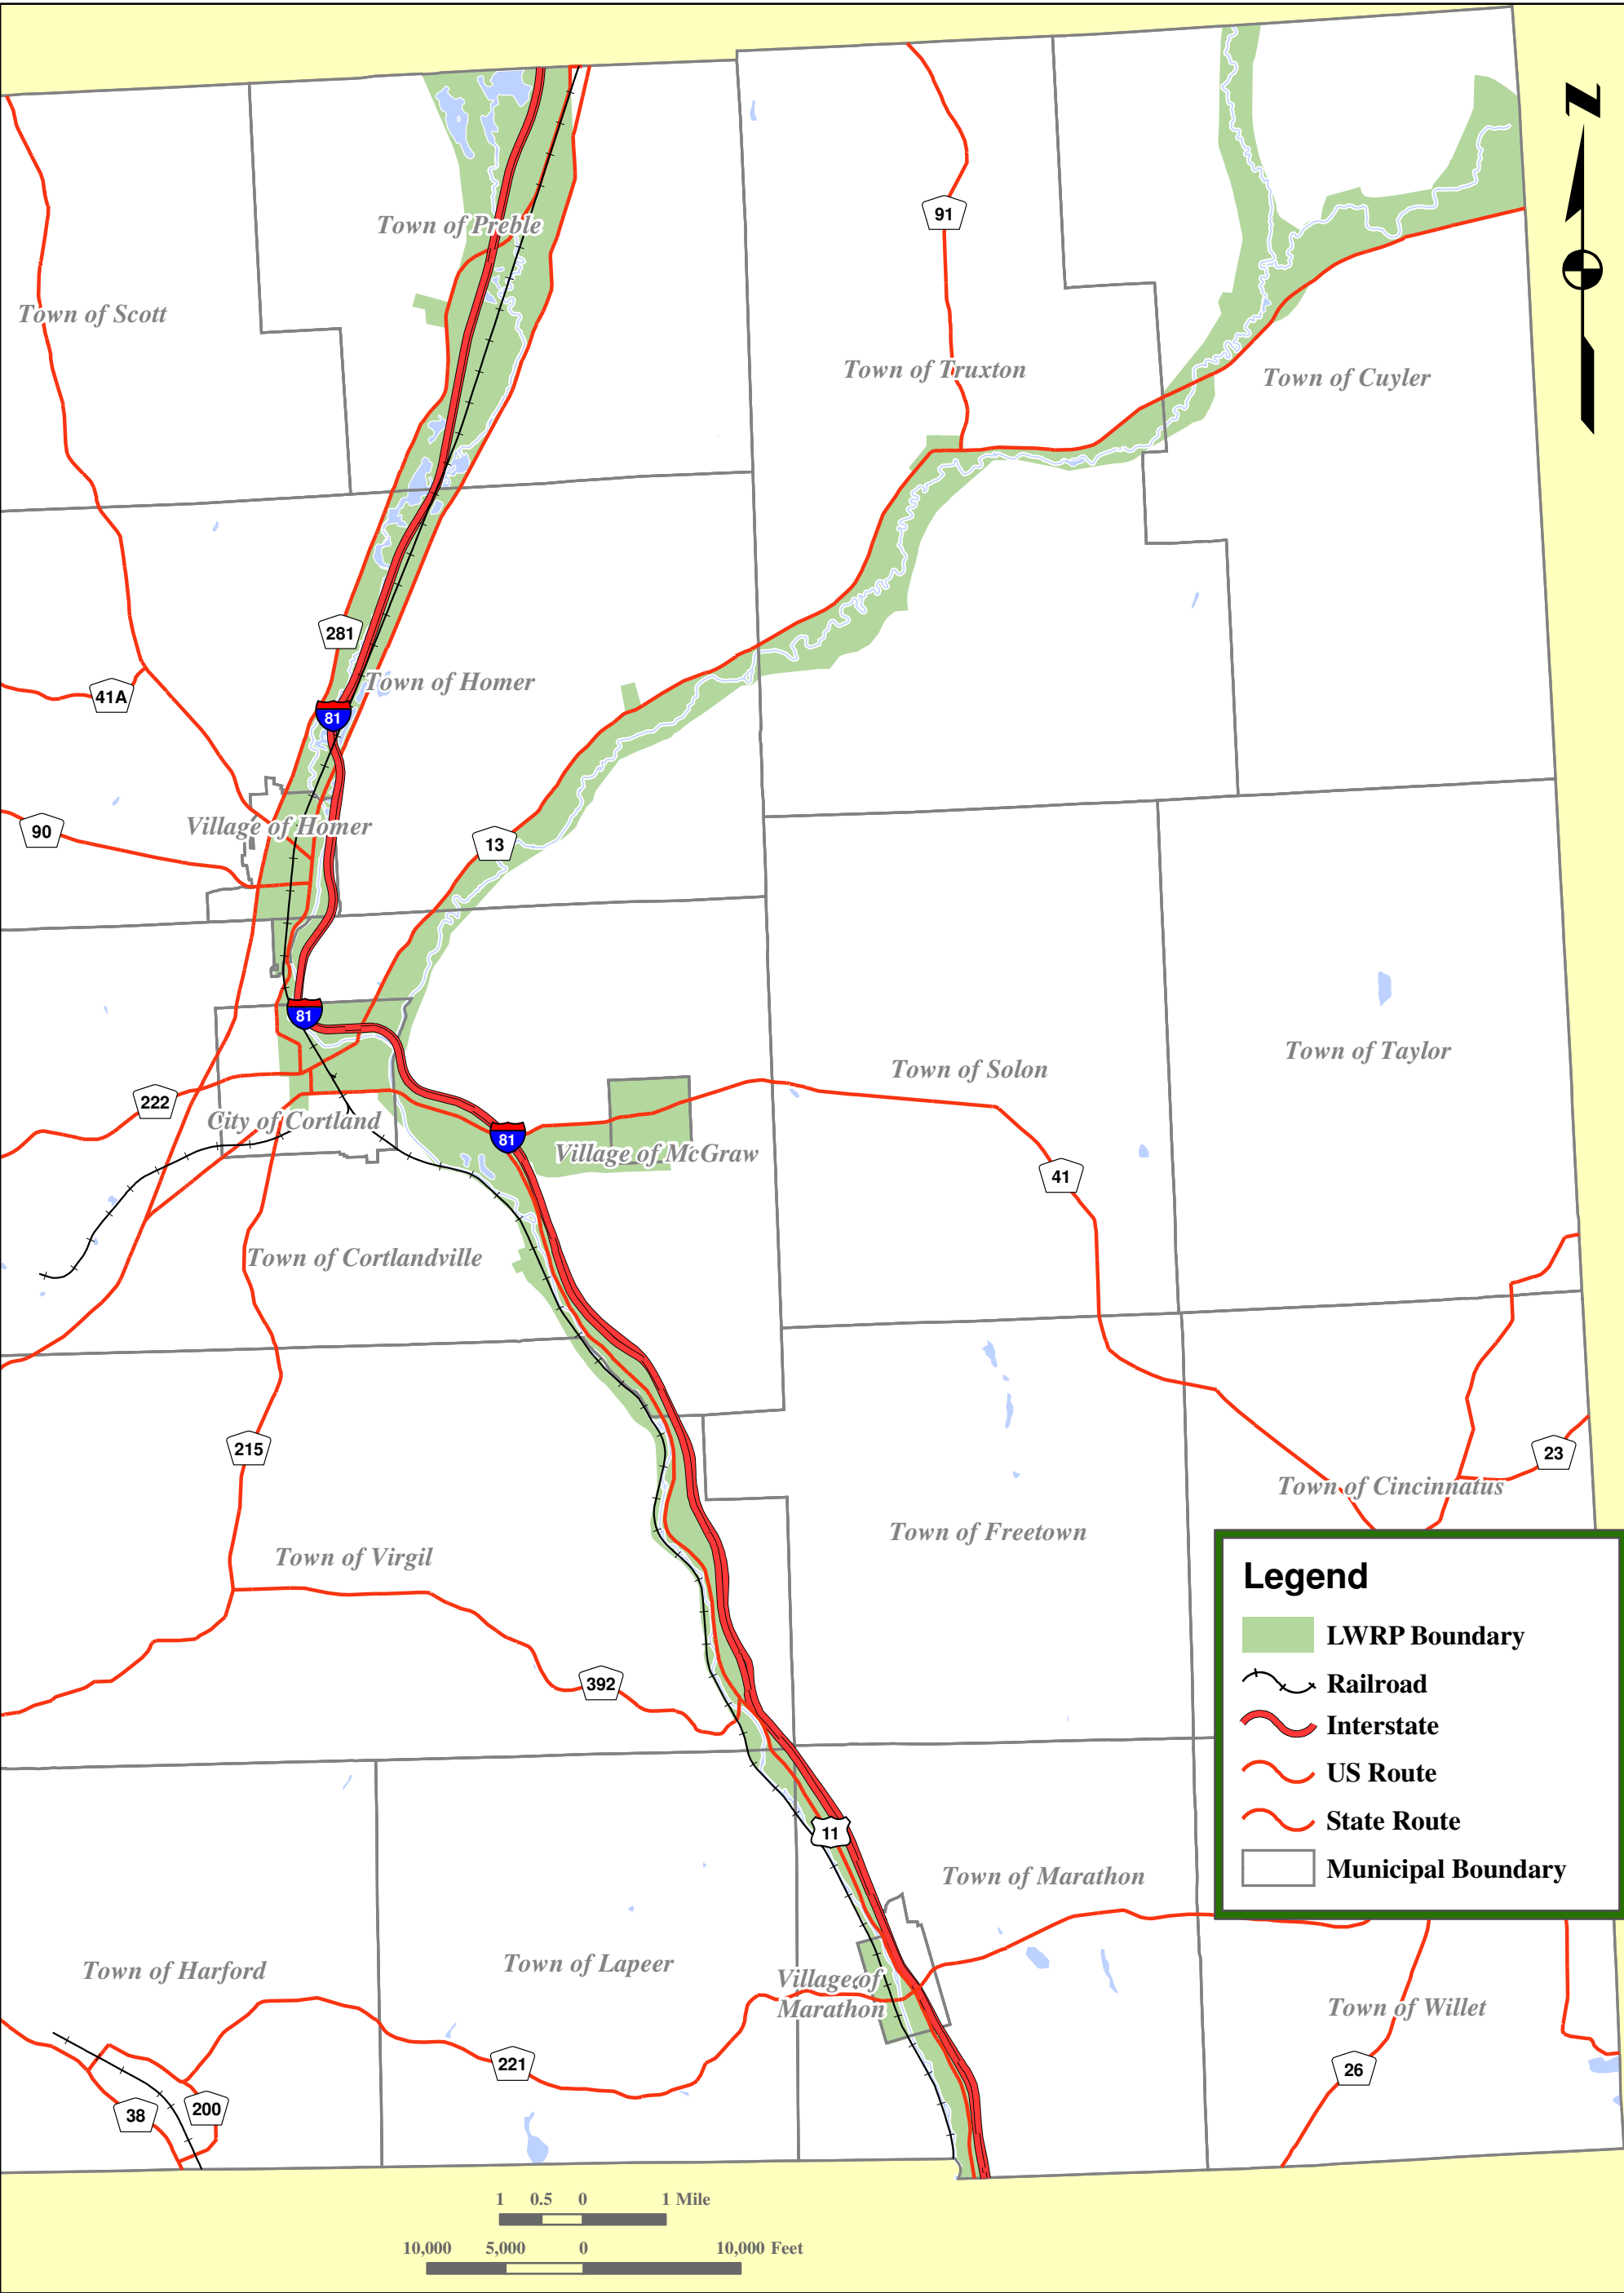 N
91
Town of Preble
Town of Scott
Town of Truxton
Town of Cuyler
281
Town of Homer
41A
81
Village of Homer
90
13
81
Town of Taylor
Town of Solon
222
City of Cortland
81
Village of McGraw
41
Town of Cortlandville
215
23
Town of Cincinnatus
Town of Freetown
Town of Virgil
392
Legend
LWRP Boundary
Railroad
Interstate
US Route
State Route
Municipal Boundary
11
Town of Marathon
Town of Lapeer
Town of Harford
Village of
Marathon
Town of Willet
221
26
38
200
1 0.5 0 1 Mile
10,000 5,000 0 10,000 Feet